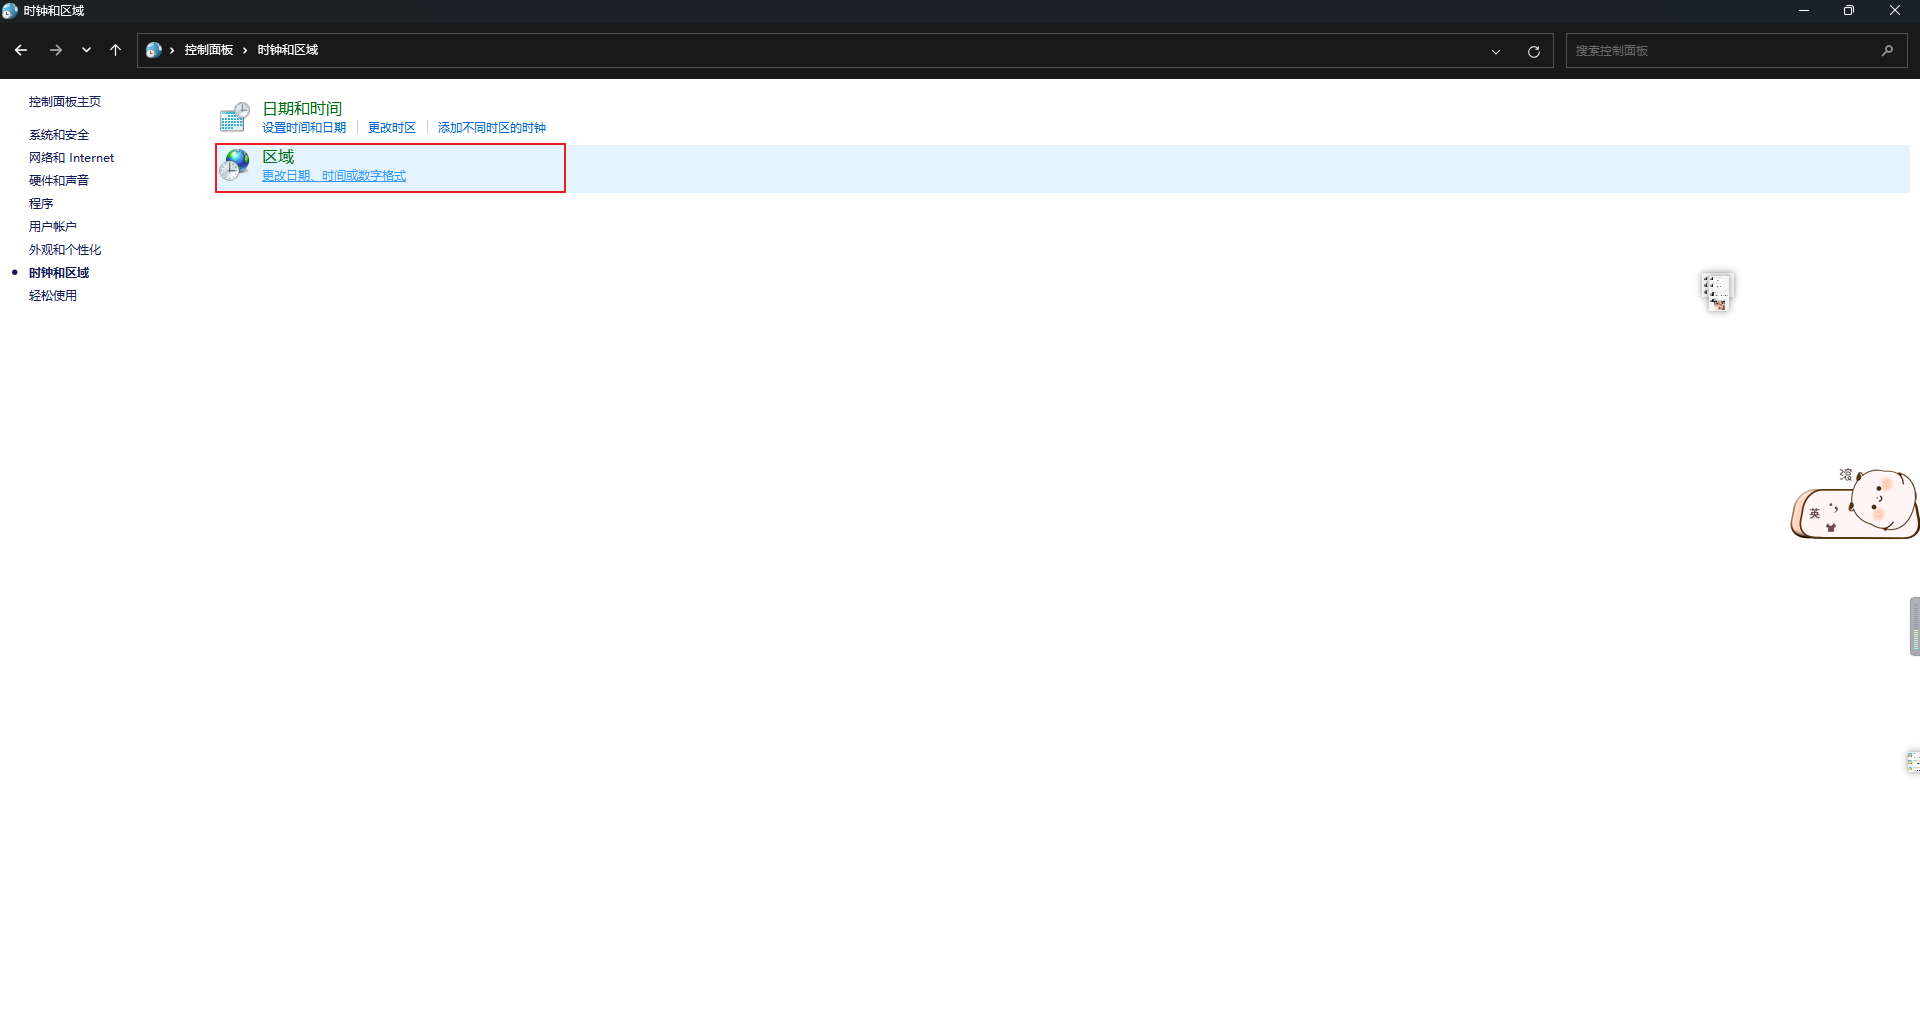 时钟和区域
控制面板 › 时钟和区域
搜索控制面板
控制面板主页
系统和安全
网络和 Internet
硬件和声音
程序
用户帐户
外观和个性化
时钟和区域
轻松使用
日期和时间
设置时间和日期 更改时区 添加不同时区的时钟
区域
更改日期、时间或数字格式
英